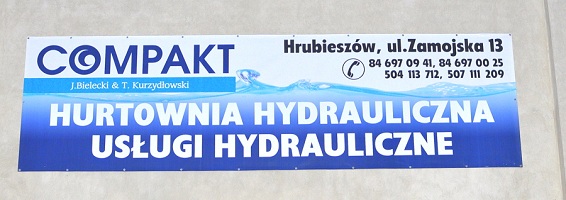 COMPAKT
J.Bielecki & T. Kurzydłowski
Hrubieszów, ul.Zamojska 13
84 697 09 41, 84 697 00 25
504 113 712, 507 111 209
HURTOWNIA HYDRAULICZNA
USŁUGI HYDRAULICZNE